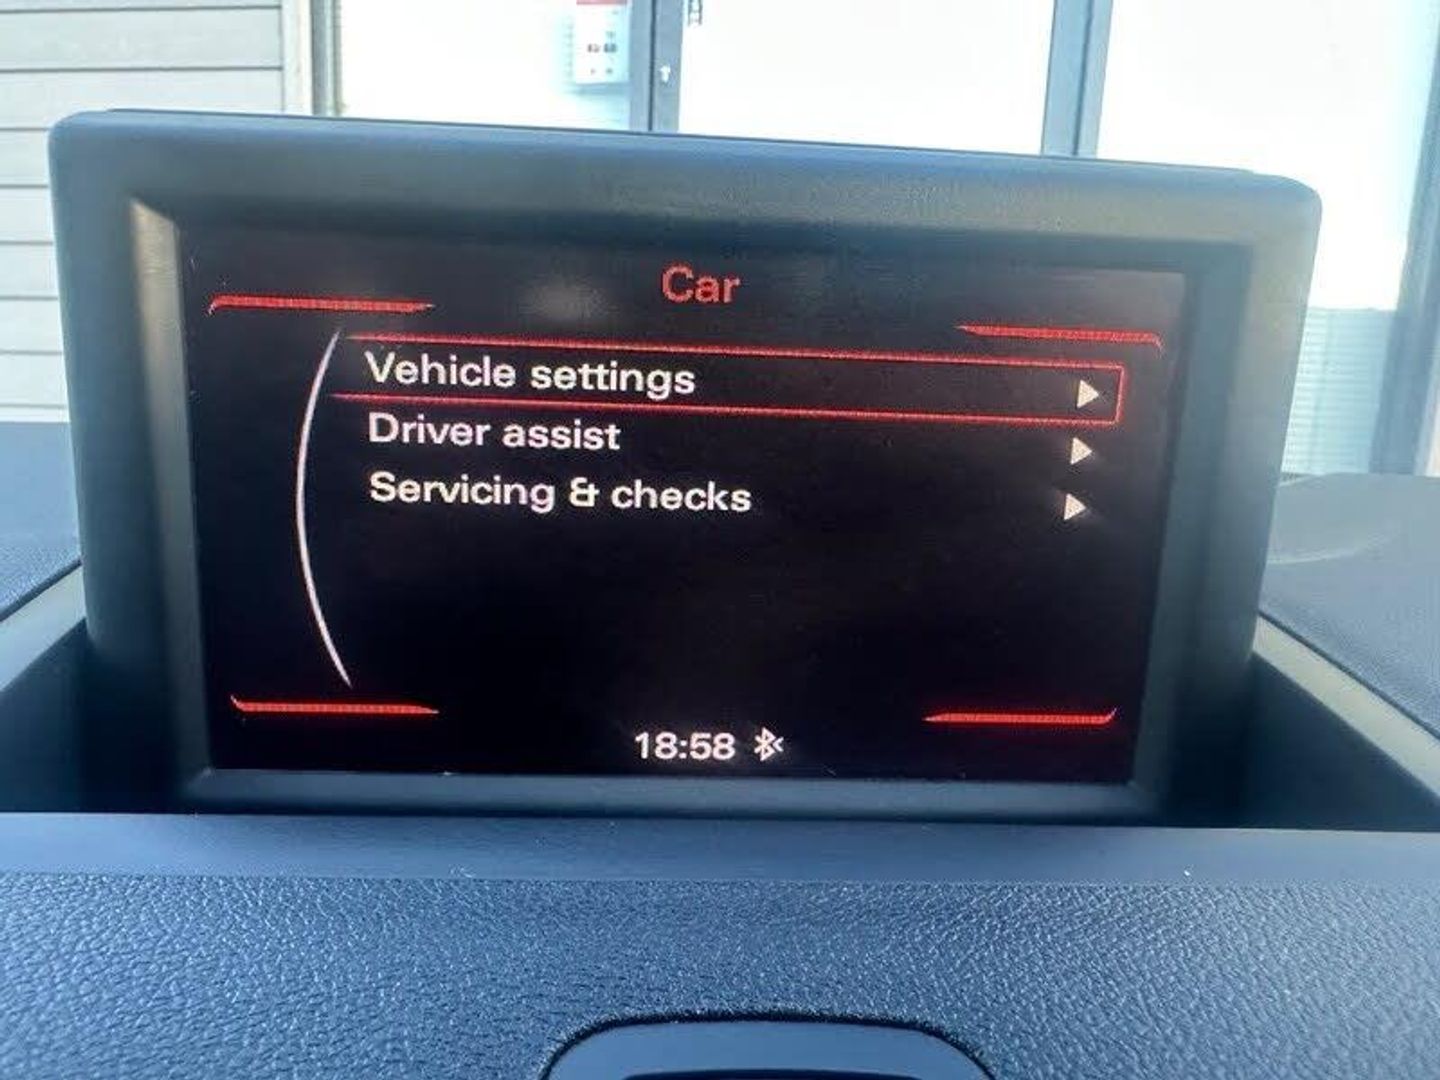 Car
Vehicle settings
Driver assist
Servicing & checks
18:58